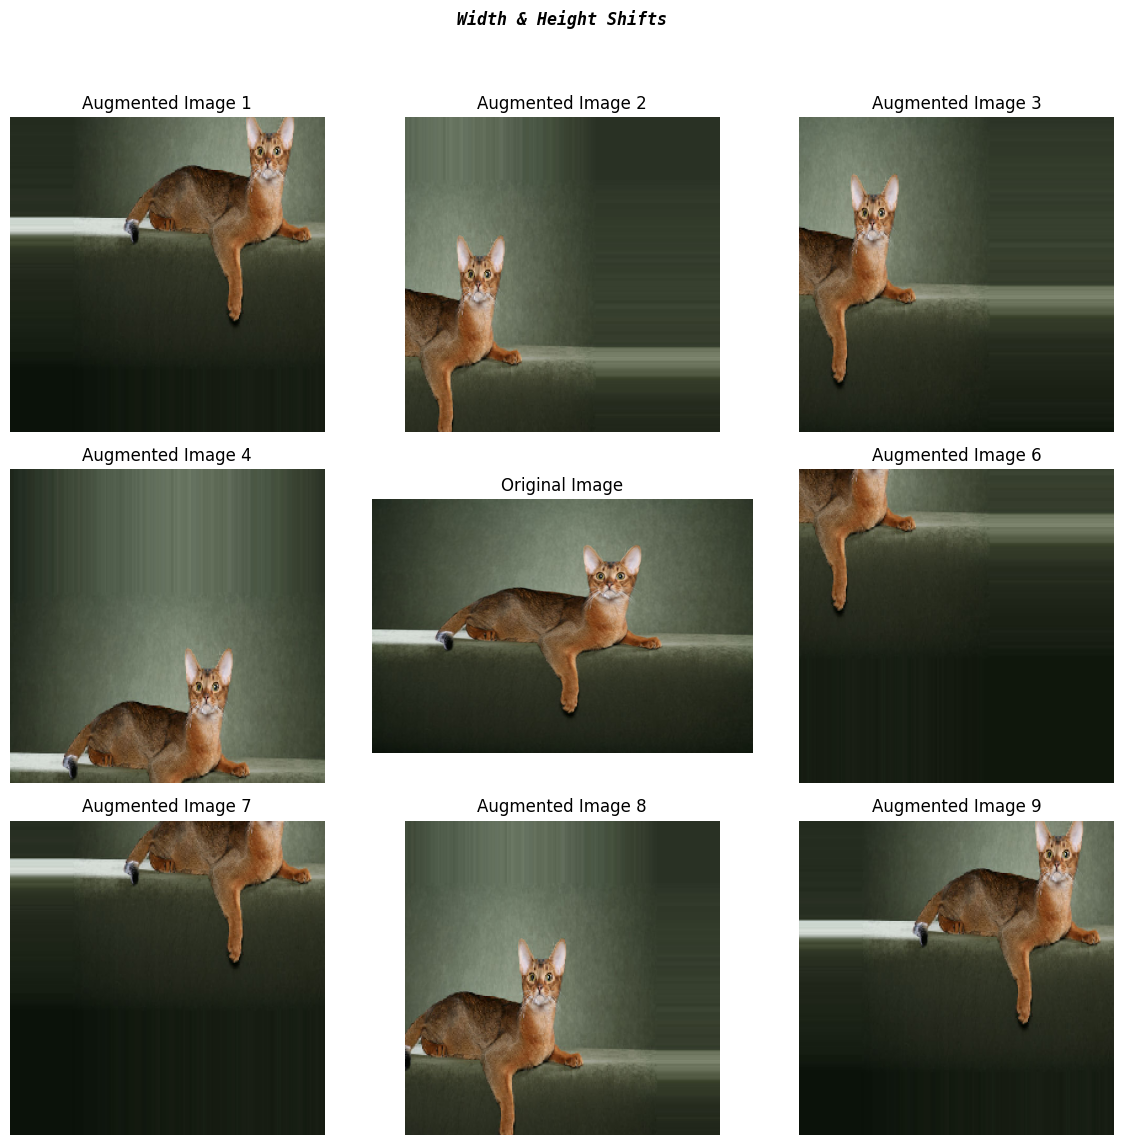 Width & Height Shifts
Augmented Image 1
Augmented Image 2
Augmented Image 3
Augmented Image 4
Original Image
Augmented Image 6
Augmented Image 7
Augmented Image 8
Augmented Image 9